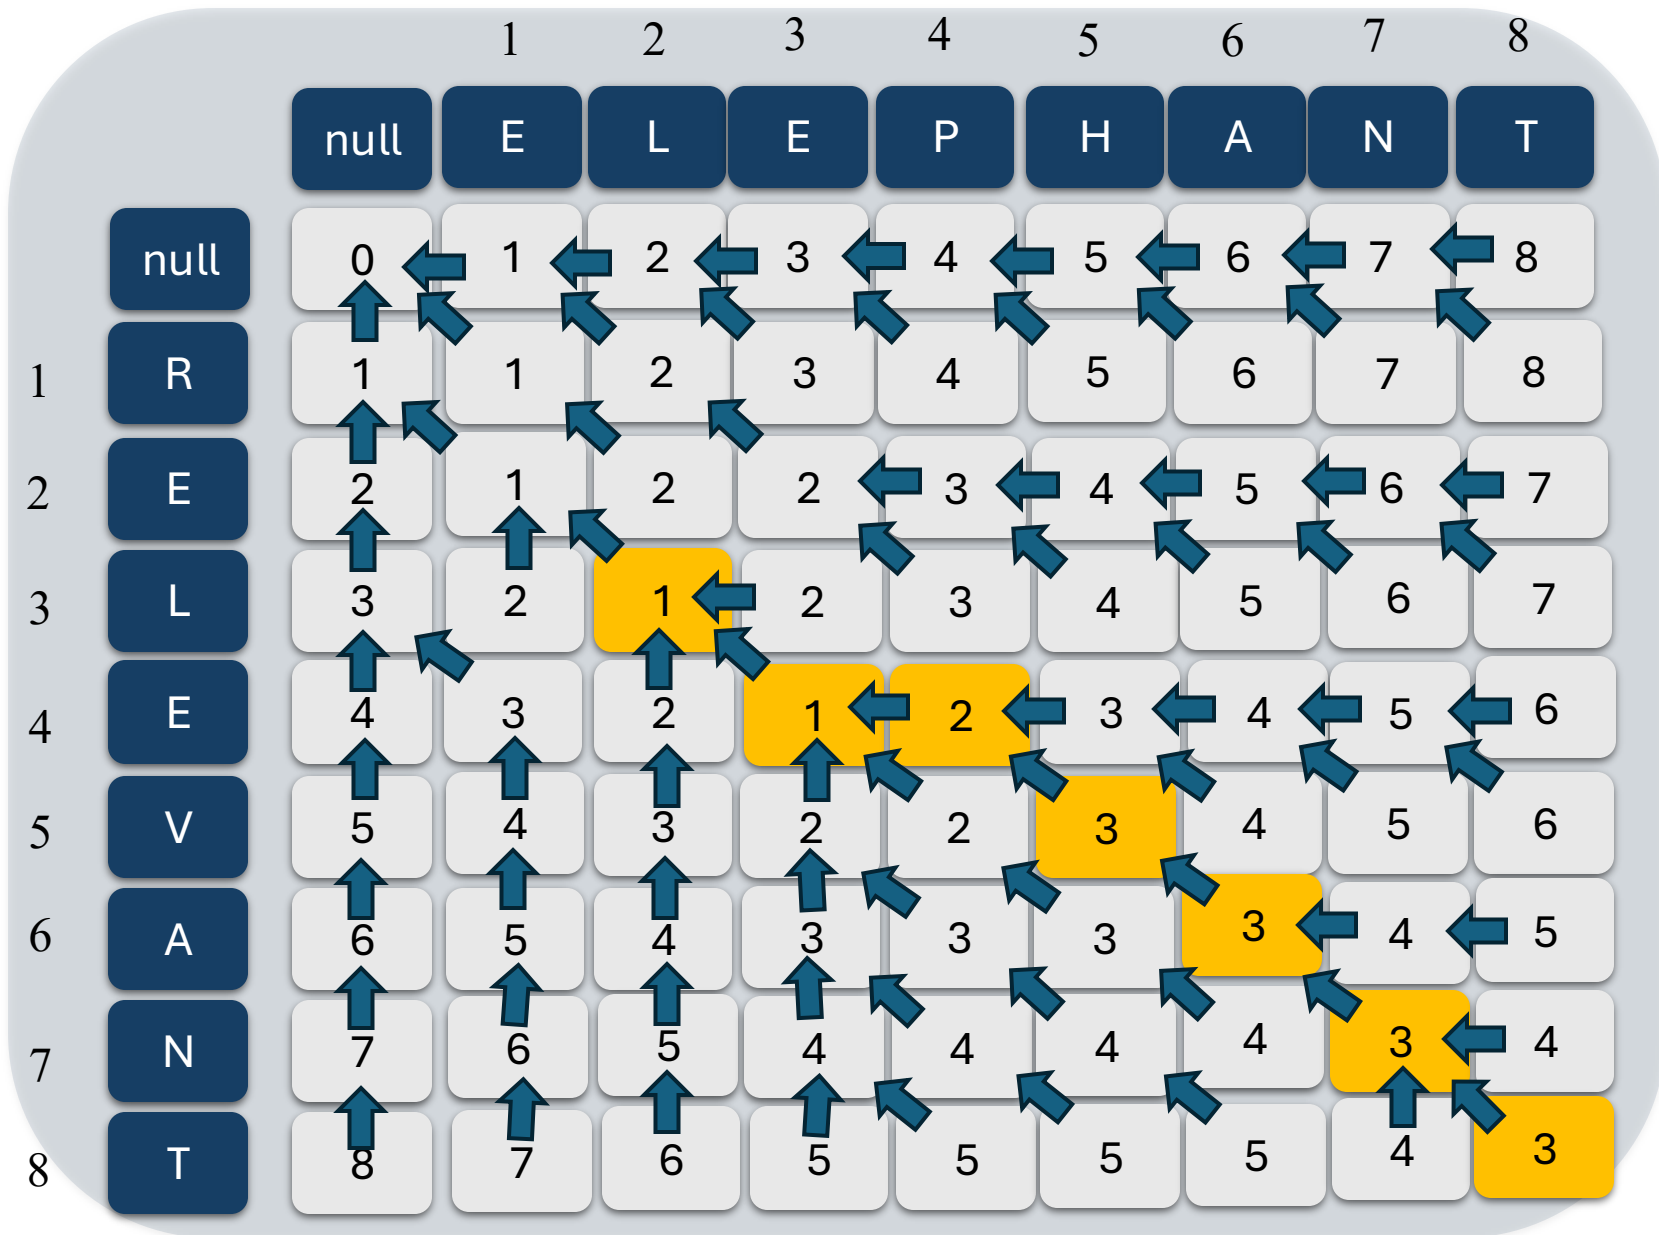 1 2 3 4 5 6 7 8
null E L E P H A N T
null 0 1 2 3 4 5 6 7 8
1 R 1 1 2 3 4 5 6 7 8
2 E 2 1 2 2 3 4 5 6 7
3 L 3 2 1 2 3 4 5 6 7
4 E 4 3 2 1 2 3 4 5 6
5 V 5 4 3 2 2 3 4 5 6
6 A 6 5 4 3 3 3 3 4 5
7 N 7 6 5 4 4 4 4 3 4
8 T 8 7 6 5 5 5 5 4 3